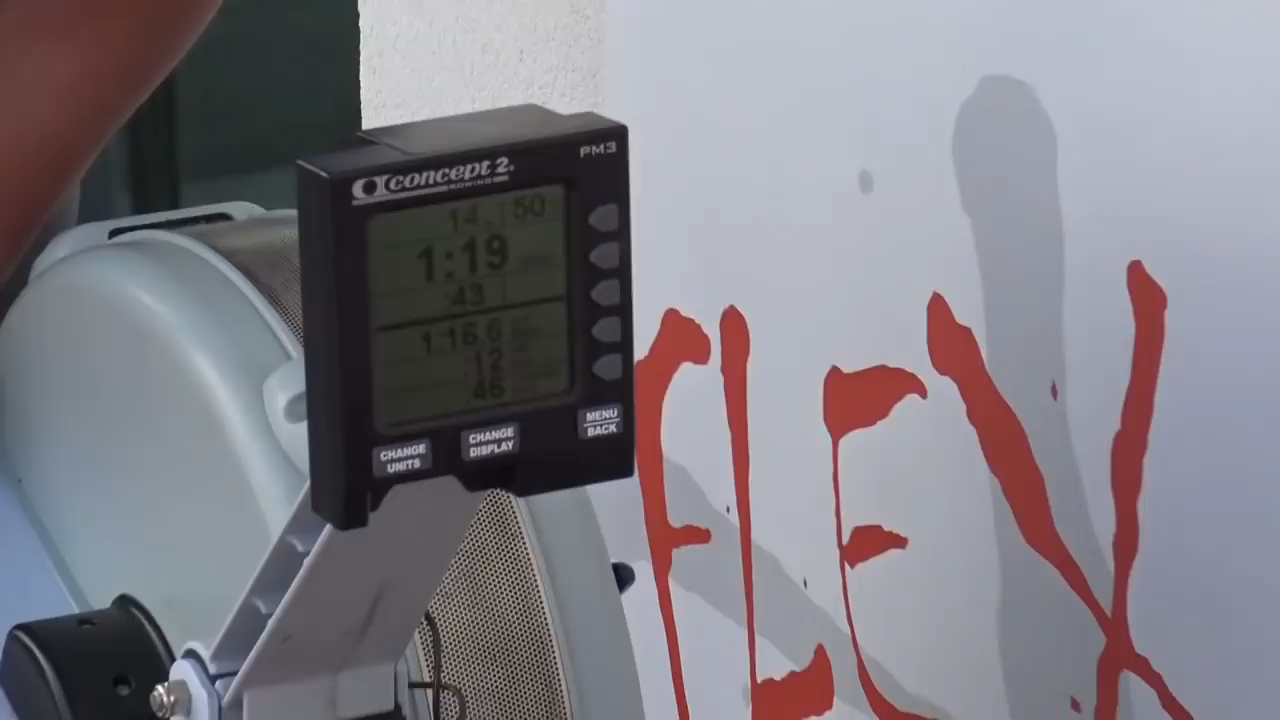 concept 2.
PM3
14 50
1:19
:43
1:16.6
12
46
CHANGE UNITS
CHANGE DISPLAY
MENU BACK
FLEX